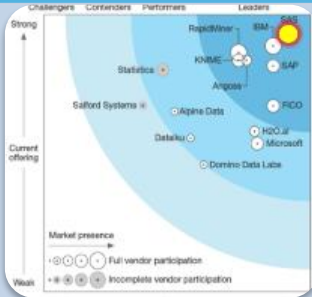 Challengers Contenders Performers Leaders
Strong
SAS
IBM
RapidMiner
KNIME
SAP
Statistica
Angoss
Salford Systems
FICO
Alpine Data
H2O.ai
Dataiku
Microsoft
Current
offering
Domino Data Labs
Market presence
Full vendor participation
Incomplete vendor participation
Weak